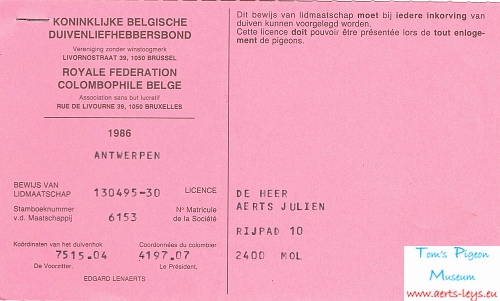 KONINKLIJKE BELGISCHE
DUIVENLIEFHEBBERSBOND
Vereniging zonder winstoogmerk
LIVORNOSTRAAT 39, 1050 BRUSSEL
ROYALE FEDERATION
COLOMBOPHILE BELGE
Association sans but lucratif
RUE DE LIVOURNE 39, 1050 BRUXELLES
1986
ANTWERPEN
BEWIJS VAN
LIDMAATSCHAP 130495-30 LICENCE
Stamboeknummer
v.d. Maatschappij 6153 N° Matricule
de la Société
Koördinaten van het duivenhok Coordonnées du colombier
7515.04 4197.07
De Voorzitter. Le Président.
EDGARD LENAERTS
Dit bewijs van lidmaatschap moet bij iedere inkorving van
duiven kunnen voorgelegd worden.
Cette licence doit pouvoir être présentée lors de tout enloge-
ment de pigeons.
DE HEER
AERTS JULIEN
RIJPAD 10
2400 MOL
Tom's Pigeon
Museum
www.aerts-leys.eu